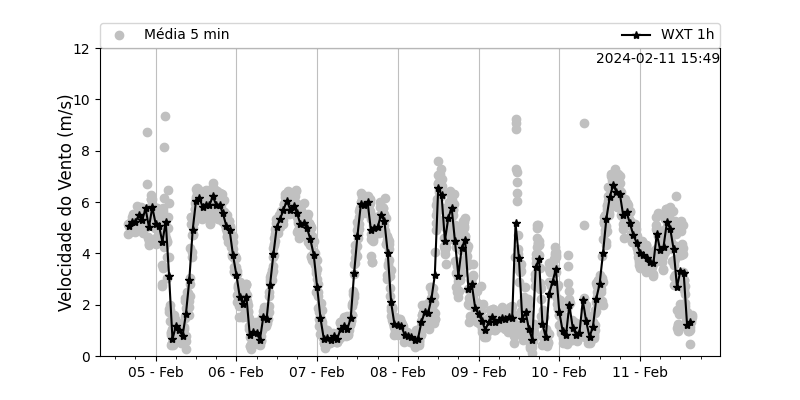 Média 5 min
WXT 1h
2024-02-11 15:49
Velocidade do Vento (m/s)
12
10
8
6
4
2
0
05 - Feb 06 - Feb 07 - Feb 08 - Feb 09 - Feb 10 - Feb 11 - Feb